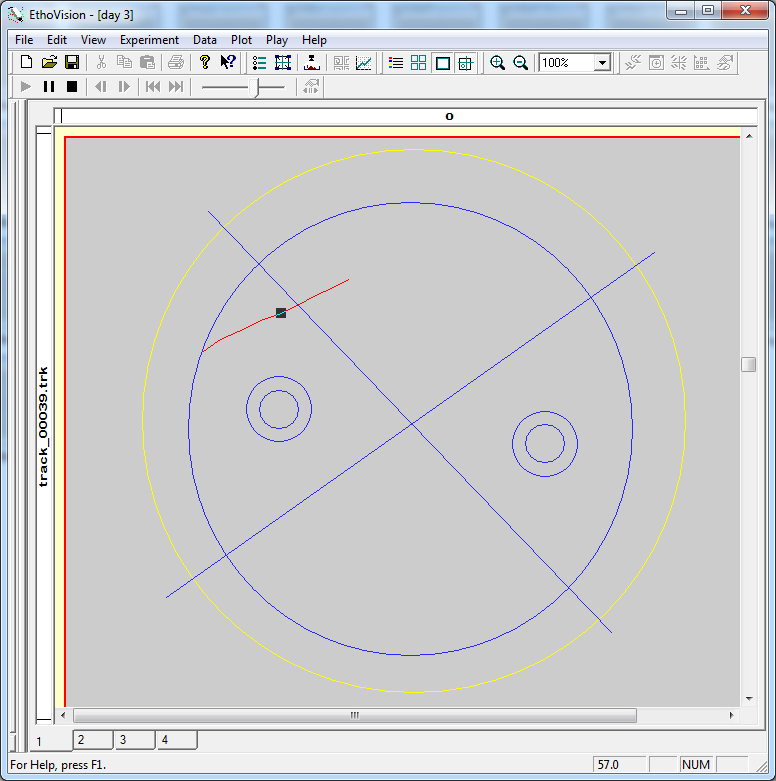 EthoVision - [day 3]
File Edit View Experiment Data Plot Play Help
100%
o
track_00039.trk
1 2 3 4
For Help, press F1.
57.0
NUM